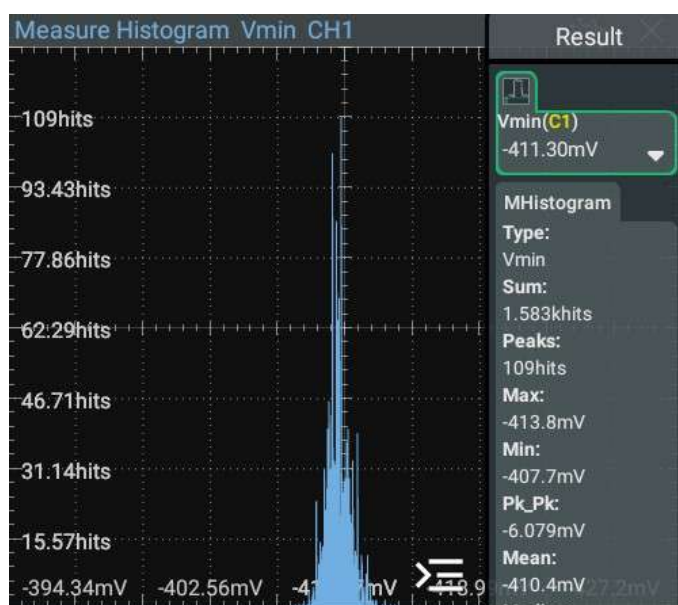 Measure Histogram Vmin CH1
Result
109hits
93.43hits
77.86hits
62.29hits
46.71hits
31.14hits
15.57hits
-394.34mV -402.56mV mV
Vmin(C1)
-411.30mV
MHistogram
Type:
Vmin
Sum:
1.583khits
Peaks:
109hits
Max:
-413.8mV
Min:
-407.7mV
Pk_Pk:
-6.079mV
Mean:
-410.4mV